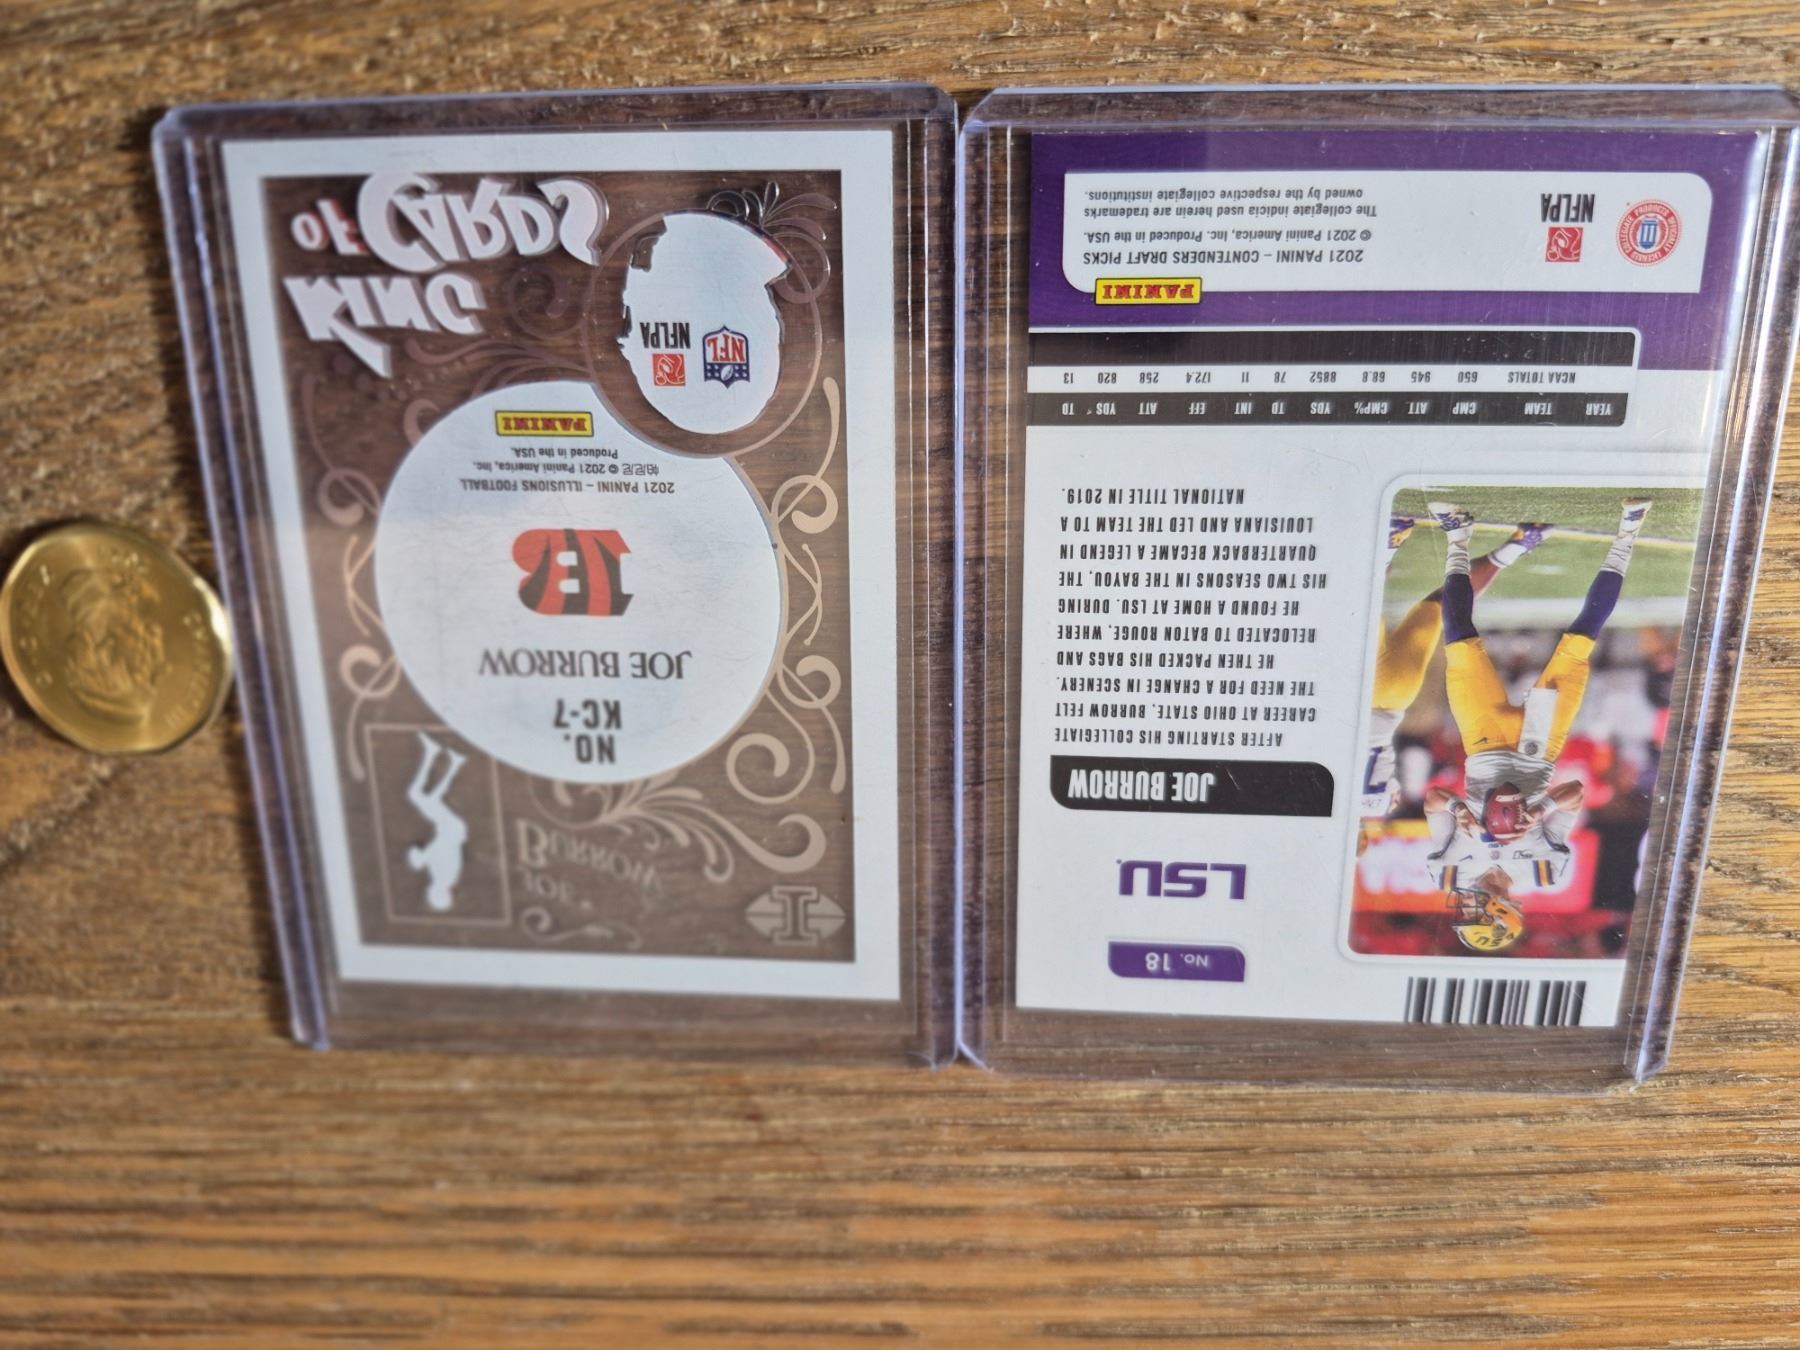 NO.
KC-7
JOE BURROW
B
2021 PANINI – ILLUSIONS FOOTBALL
帕尼尼 © 2021 Panini America, Inc.
Produced in the USA.
PANINI
NFL
NFLPA
KING
OF CARDS
JOE
BURROW
I
No. 18
LSU
JOE BURROW
AFTER STARTING HIS COLLEGIATE
CAREER AT OHIO STATE, BURROW FELT
THE NEED FOR A CHANGE IN SCENERY.
HE THEN PACKED HIS BAGS AND
RELOCATED TO BATON ROUGE, WHERE
HE FOUND A HOME AT LSU. DURING
HIS TWO SEASONS IN THE BAYOU, THE
QUARTERBACK BECAME A LEGEND IN
LOUISIANA AND LED THE TEAM TO A
NATIONAL TITLE IN 2019.
YEAR TEAM CMP ATT CMP% YDS TD INT EFF ATT YDS TD
NCAA TOTALS 650 945 68.8 8852 78 11 172.4 258 820 13
PANINI
2021 PANINI – CONTENDERS DRAFT PICKS
© 2021 Panini America, Inc. Produced in the USA.
The collegiate indicia used herein are trademarks
owned by the respective collegiate institutions.
NFLPA
OFFICIALLY LICENSED COLLEGIATE PRODUCTS